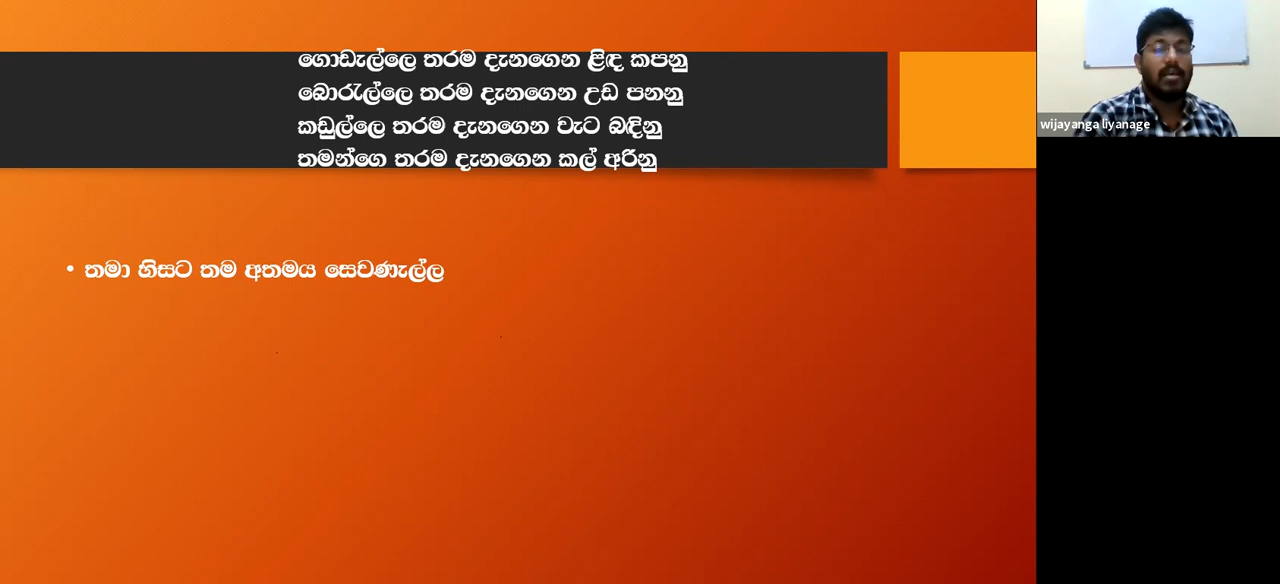 ගොඩැල්ලෙ තරම දැනගෙන ළිඳ කපනු
බොරැල්ලෙ තරම දැනගෙන උඩ පනනු
කඩුල්ලෙ තරම දැනගෙන වැට බඳිනු
තමන්ගෙ තරම දැනගෙන කල් අරිනු
• තමා හිසට තම අතමය සෙවණැල්ල
wijayanga liyanage